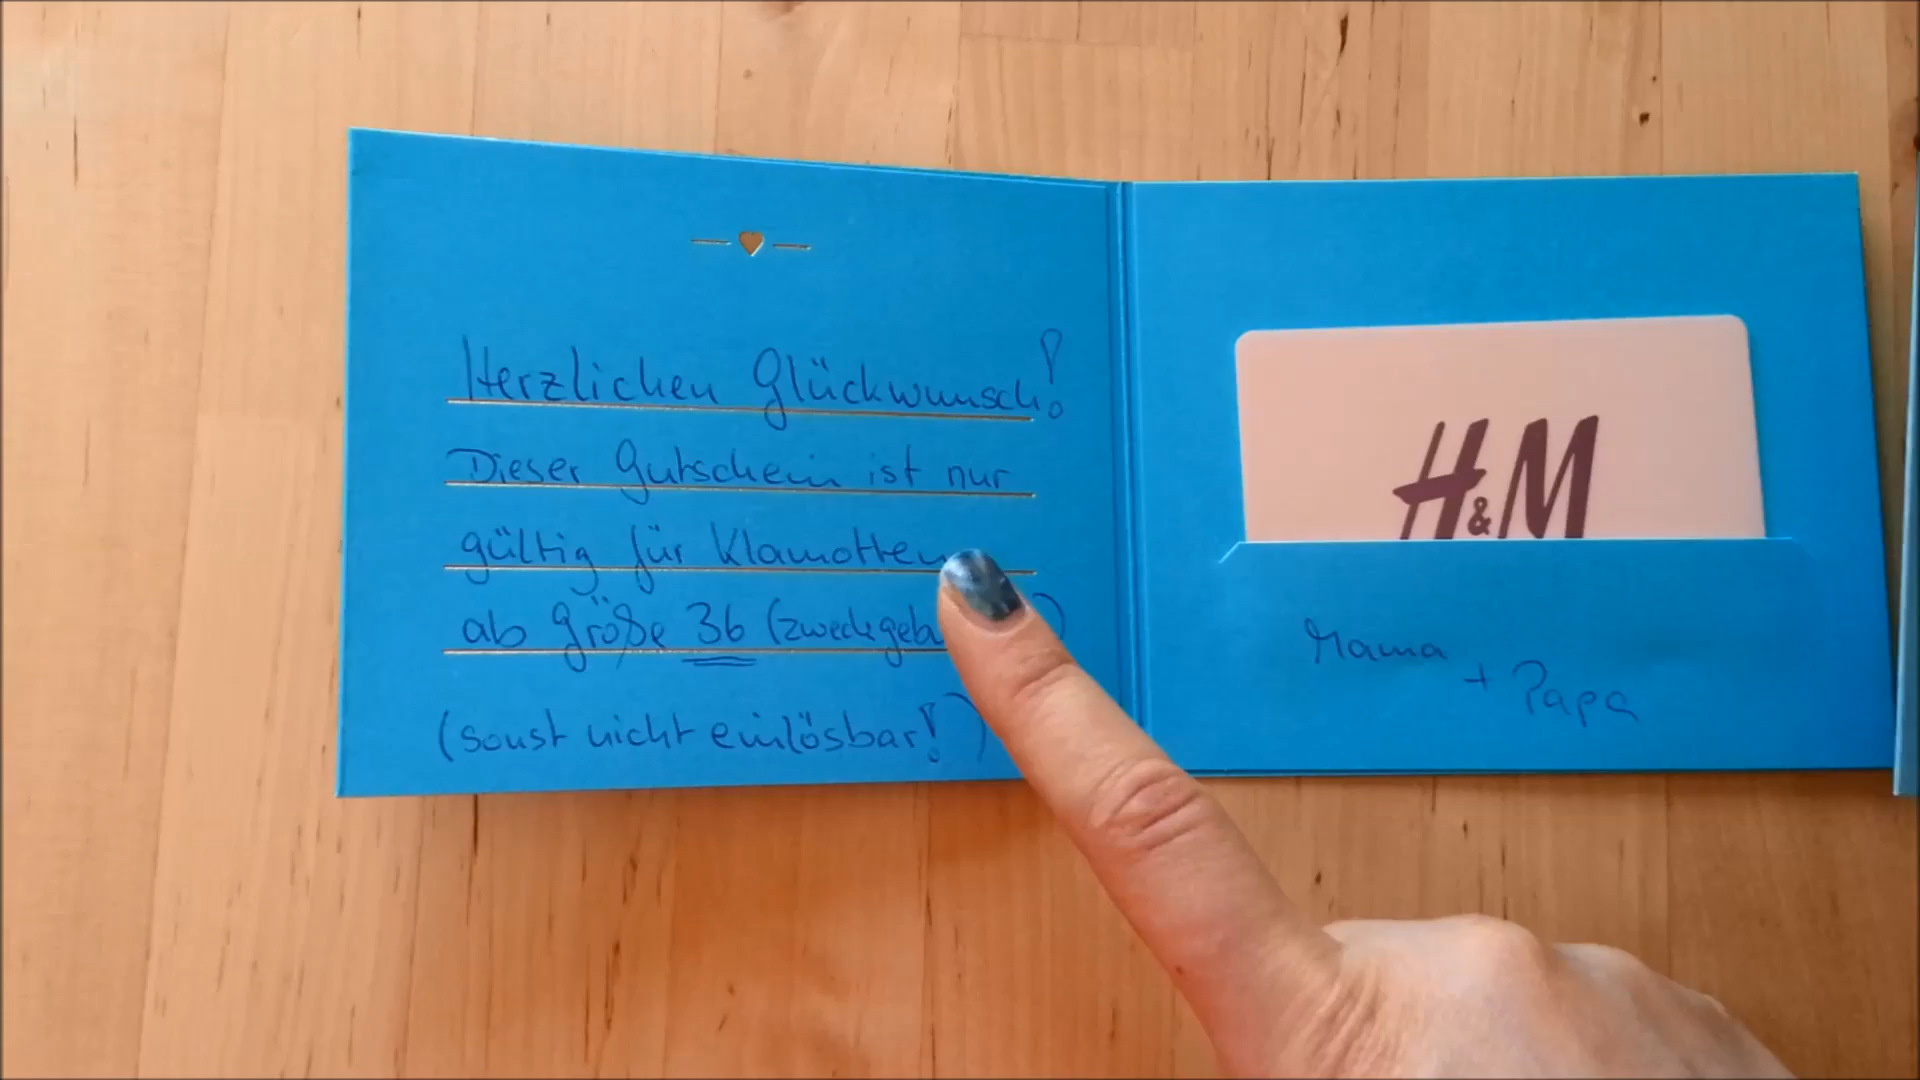 Herzlichen Glückwunsch!
Dieser Gutschein ist nur
gültig für Klamotten
ab Größe 36
(sonst nicht einlösbar!)
H&M
Mama
+ Papa